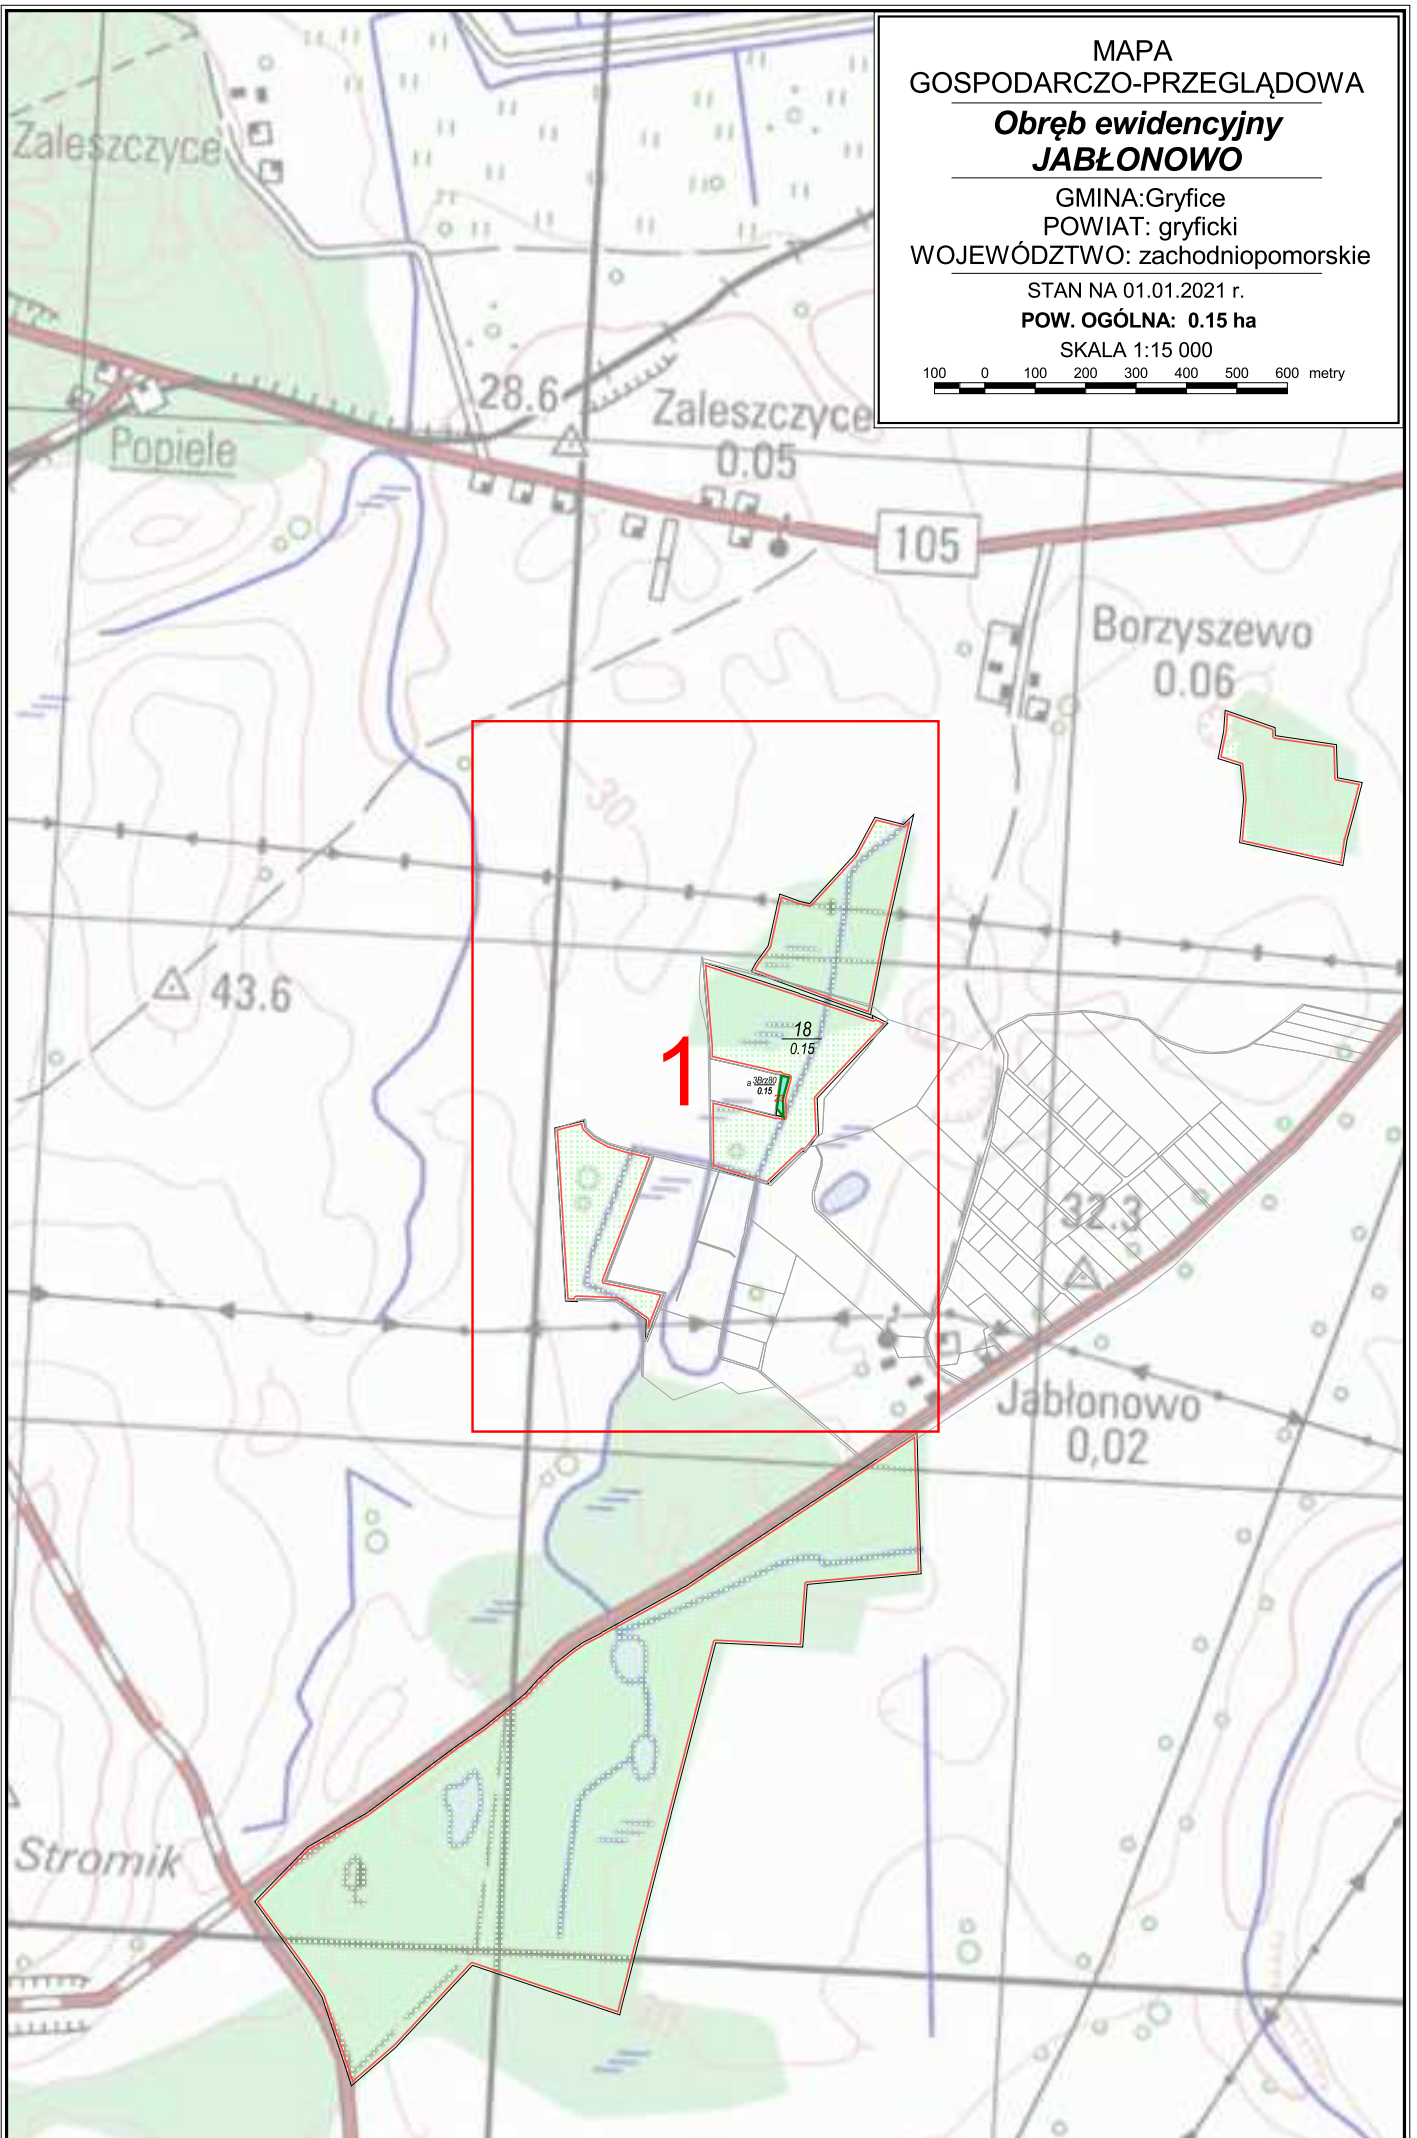 MAPA
GOSPODARCZO-PRZEGLĄDOWA
Obręb ewidencyjny
JABŁONOWO
GMINA:Gryfice
POWIAT: gryficki
WOJEWÓDZTWO: zachodniopomorskie
STAN NA 01.01.2021 r.
POW. OGÓLNA: 0.15 ha
SKALA 1:15 000
100 0 100 200 300 400 500 600 metry
Zaleszczyce
28.6
Zaleszczyce
0.05
Popiele
105
Borzyszewo
0.06
30
43.6
18
0.15
1
a 3Brz80
0.15
23
32.3
Jabłonowo
0,02
Stromik